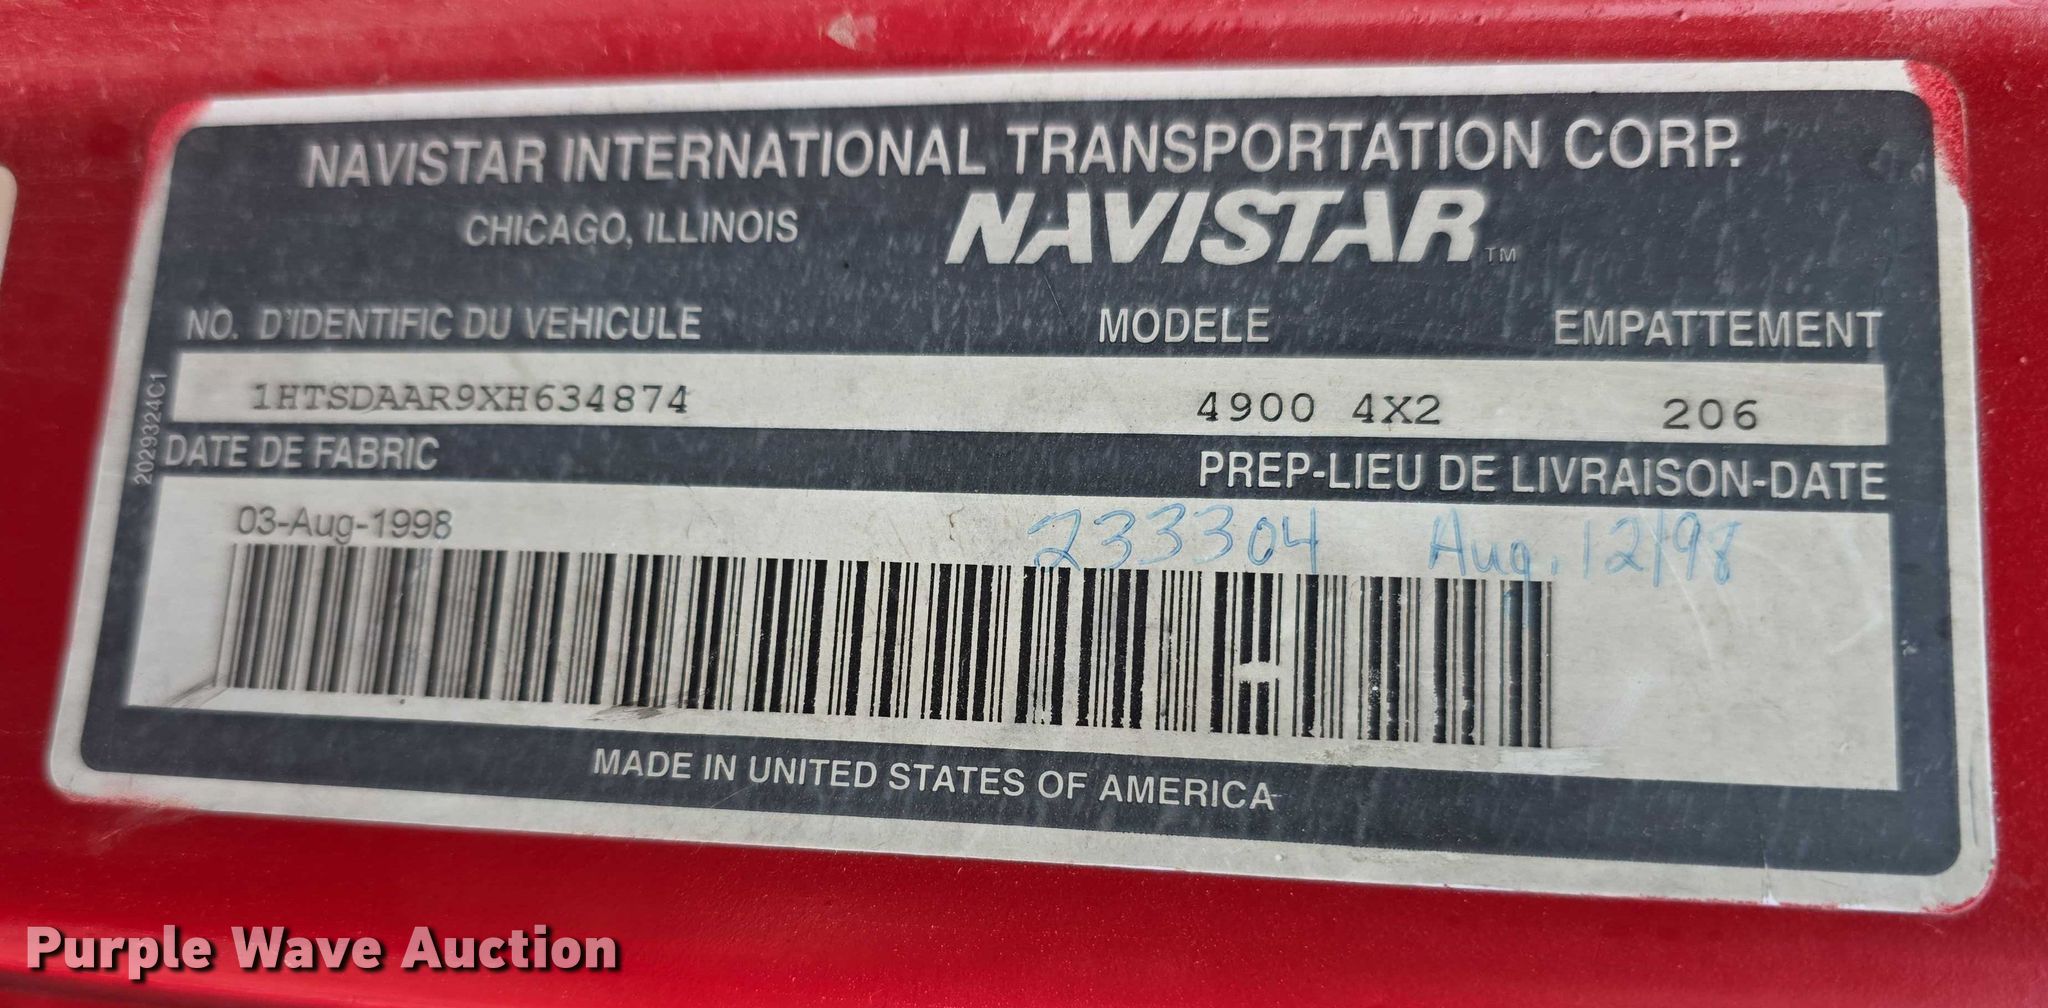 NAVISTAR INTERNATIONAL TRANSPORTATION CORP.
CHICAGO, ILLINOIS NAVISTAR TM
NO. D'IDENTIFIC DU VEHICULE MODELE EMPATTEMENT
1HTSDAAR9XH634874 4900 4X2 206
2029324C1
DATE DE FABRIC PREP-LIEU DE LIVRAISON-DATE
03-Aug-1998 233304 Aug. 12/98
MADE IN UNITED STATES OF AMERICA
Purple Wave Auction